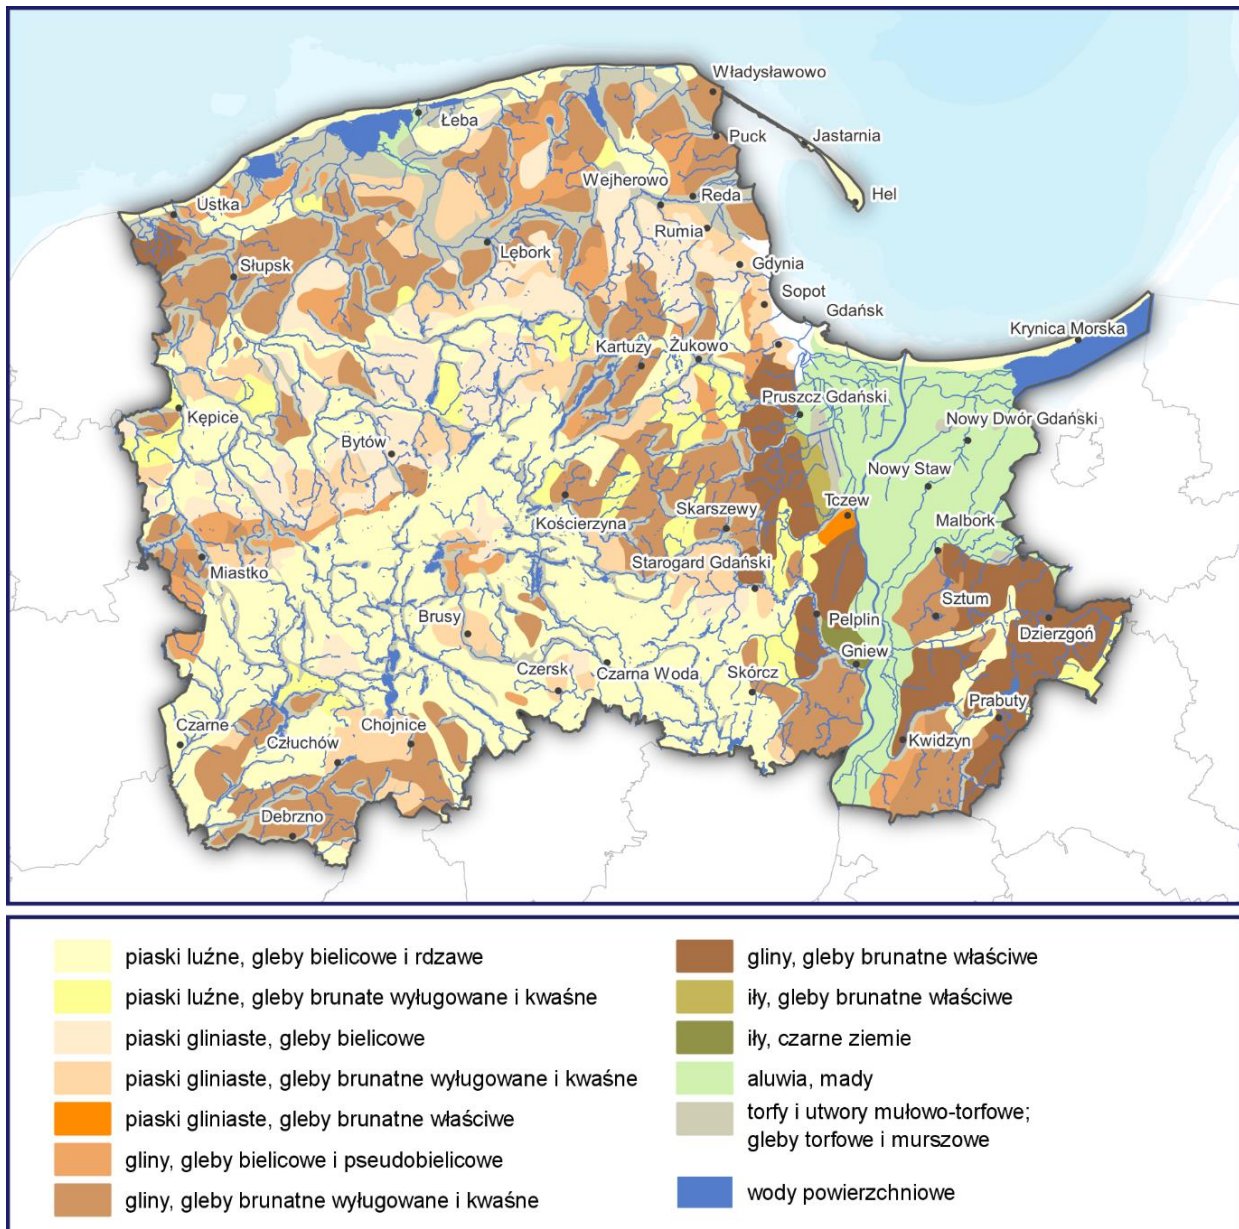 Władysławowo
Łeba
Puck
Jastarnia
Wejherowo
Reda
Hel
Ustka
Rumia
Lębork
Słupsk
Gdynia
Sopot
Gdańsk
Krynica Morska
Kartuzy
Żukowo
Pruszcz Gdański
Kępice
Nowy Dwór Gdański
Bytów
Nowy Staw
Tczew
Skarszewy
Kościerzyna
Malbork
Starogard Gdański
Miastko
Sztum
Brusy
Pelplin
Dzierzgoń
Gniew
Czersk
Czarna Woda
Skórcz
Prabuty
Czarne
Chojnice
Człuchów
Kwidzyn
Debrzno
piaski luźne, gleby bielicowe i rdzawe
piaski luźne, gleby brunate wyługowane i kwaśne
piaski gliniaste, gleby bielicowe
piaski gliniaste, gleby brunatne wyługowane i kwaśne
piaski gliniaste, gleby brunatne właściwe
gliny, gleby bielicowe i pseudobielicowe
gliny, gleby brunatne wyługowane i kwaśne
gliny, gleby brunatne właściwe
iły, gleby brunatne właściwe
iły, czarne ziemie
aluwia, mady
torfy i utwory mułowo-torfowe;
gleby torfowe i murszowe
wody powierzchniowe